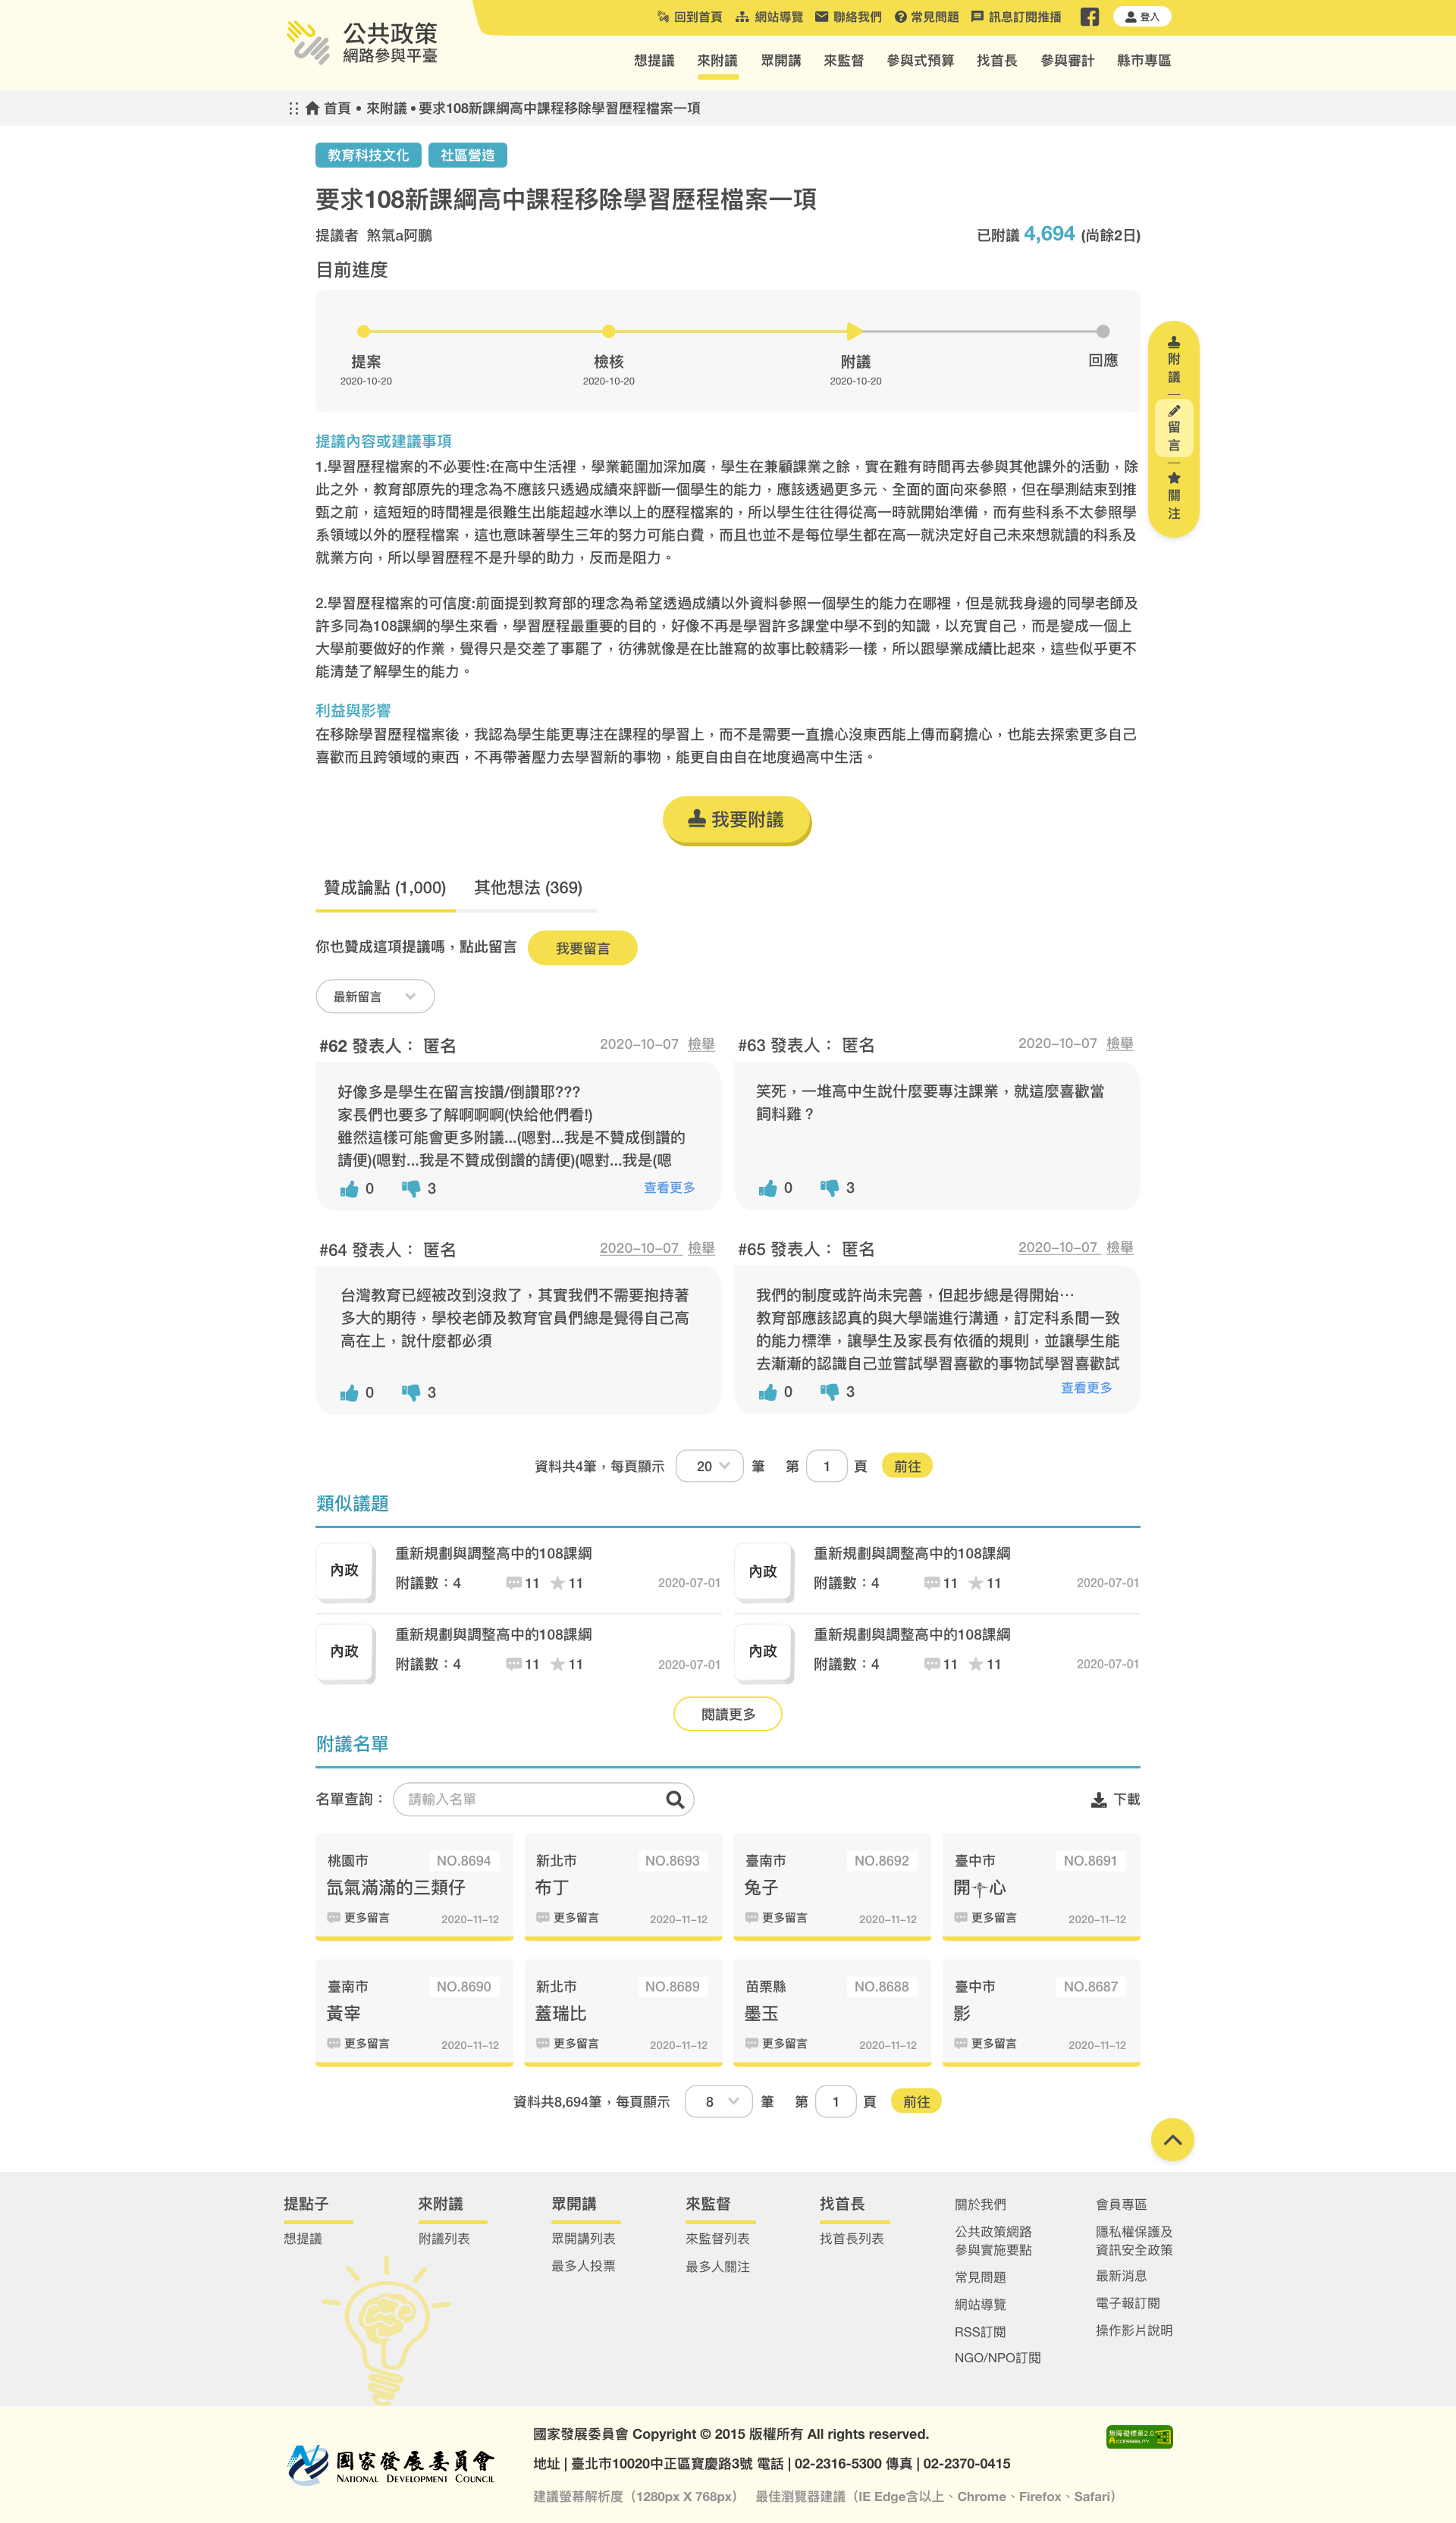 公共政策
網路參與平臺
回到首頁 網站導覽 聯絡我們 常見問題 訊息訂閱推播 登入
想提議 來附議 眾開講 來監督 參與式預算 找首長 參與審計 縣市專區
首頁 • 來附議 • 要求108新課綱高中課程移除學習歷程檔案一項
教育科技文化 社區營造
要求108新課綱高中課程移除學習歷程檔案一項
提議者 煞氣a阿鵬 已附議 4,694 (尚餘2日)
目前進度
提案 檢核 附議 回應
2020-10-20 2020-10-20 2020-10-20
附議
留言
關注
提議內容或建議事項
1.學習歷程檔案的不必要性:在高中生活裡，學業範圍加深加廣，學生在兼顧課業之餘，實在難有時間再去參與其他課外的活動，除
此之外，教育部原先的理念為不應該只透過成績來評斷一個學生的能力，應該透過更多元、全面的面向來參照，但在學測結束到推
甄之前，這短短的時間裡是很難生出能超越水準以上的歷程檔案的，所以學生往往得從高一時就開始準備，而有些科系不太參照學
系領域以外的歷程檔案，這也意味著學生三年的努力可能白費，而且也並不是每位學生都在高一就決定好自己未來想就讀的科系及
就業方向，所以學習歷程不是升學的助力，反而是阻力。
2.學習歷程檔案的可信度:前面提到教育部的理念為希望透過成績以外資料參照一個學生的能力在哪裡，但是就我身邊的同學老師及
許多同為108課綱的學生來看，學習歷程最重要的目的，好像不再是學習許多課堂中學不到的知識，以充實自己，而是變成一個上
大學前要做好的作業，覺得只是交差了事罷了，彷彿就像是在比誰寫的故事比較精彩一樣，所以跟學業成績比起來，這些似乎更不
能清楚了解學生的能力。
利益與影響
在移除學習歷程檔案後，我認為學生能更專注在課程的學習上，而不是需要一直擔心沒東西能上傳而窮擔心，也能去探索更多自己
喜歡而且跨領域的東西，不再帶著壓力去學習新的事物，能更自由自在地度過高中生活。
我要附議
贊成論點 (1,000) 其他想法 (369)
你也贊成這項提議嗎，點此留言 我要留言
最新留言
#62 發表人： 匿名 2020–10–07 檢舉
好像多是學生在留言按讚/倒讚耶???
家長們也要多了解啊啊啊(快給他們看!)
雖然這樣可能會更多附議...(嗯對...我是不贊成倒讚的
請便)(嗯對...我是不贊成倒讚的請便)(嗯對...我是(嗯
0 3 查看更多
#63 發表人： 匿名 2020–10–07 檢舉
笑死，一堆高中生說什麼要專注課業，就這麼喜歡當
飼料雞？
0 3
#64 發表人： 匿名 2020–10–07 檢舉
台灣教育已經被改到沒救了，其實我們不需要抱持著
多大的期待，學校老師及教育官員們總是覺得自己高
高在上，說什麼都必須
0 3
#65 發表人： 匿名 2020–10–07 檢舉
我們的制度或許尚未完善，但起步總是得開始⋯
教育部應該認真的與大學端進行溝通，訂定科系間一致
的能力標準，讓學生及家長有依循的規則，並讓學生能
去漸漸的認識自己並嘗試學習喜歡的事物試學習喜歡試
0 3 查看更多
資料共4筆，每頁顯示 20 筆 第 1 頁 前往
類似議題
內政 重新規劃與調整高中的108課綱
附議數：4 11 11 2020-07-01
內政 重新規劃與調整高中的108課綱
附議數：4 11 11 2020-07-01
內政 重新規劃與調整高中的108課綱
附議數：4 11 11 2020-07-01
內政 重新規劃與調整高中的108課綱
附議數：4 11 11 2020-07-01
閱讀更多
附議名單
名單查詢： 請輸入名單 下載
桃園市 NO.8694
氙氣滿滿的三類仔
更多留言 2020–11–12
新北市 NO.8693
布丁
更多留言 2020–11–12
臺南市 NO.8692
兔子
更多留言 2020–11–12
臺中市 NO.8691
開༒心
更多留言 2020–11–12
臺南市 NO.8690
黃宰
更多留言 2020–11–12
新北市 NO.8689
蓋瑞比
更多留言 2020–11–12
苗栗縣 NO.8688
墨玉
更多留言 2020–11–12
臺中市 NO.8687
影
更多留言 2020–11–12
資料共8,694筆，每頁顯示 8 筆 第 1 頁 前往
提點子
想提議
來附議
附議列表
眾開講
眾開講列表
最多人投票
來監督
來監督列表
最多人關注
找首長
找首長列表
關於我們
公共政策網路
參與實施要點
常見問題
網站導覽
RSS訂閱
NGO/NPO訂閱
會員專區
隱私權保護及
資訊安全政策
最新消息
電子報訂閱
操作影片說明
國家發展委員會
NATIONAL DEVELOPMENT COUNCIL
國家發展委員會 Copyright © 2015 版權所有 All rights reserved.
地址 | 臺北市10020中正區寶慶路3號 電話 | 02-2316-5300 傳真 | 02-2370-0415
建議螢幕解析度（1280px X 768px） 最佳瀏覽器建議（IE Edge含以上、Chrome、Firefox、Safari）
無障礙標章2.0
ACCESSIBILITY